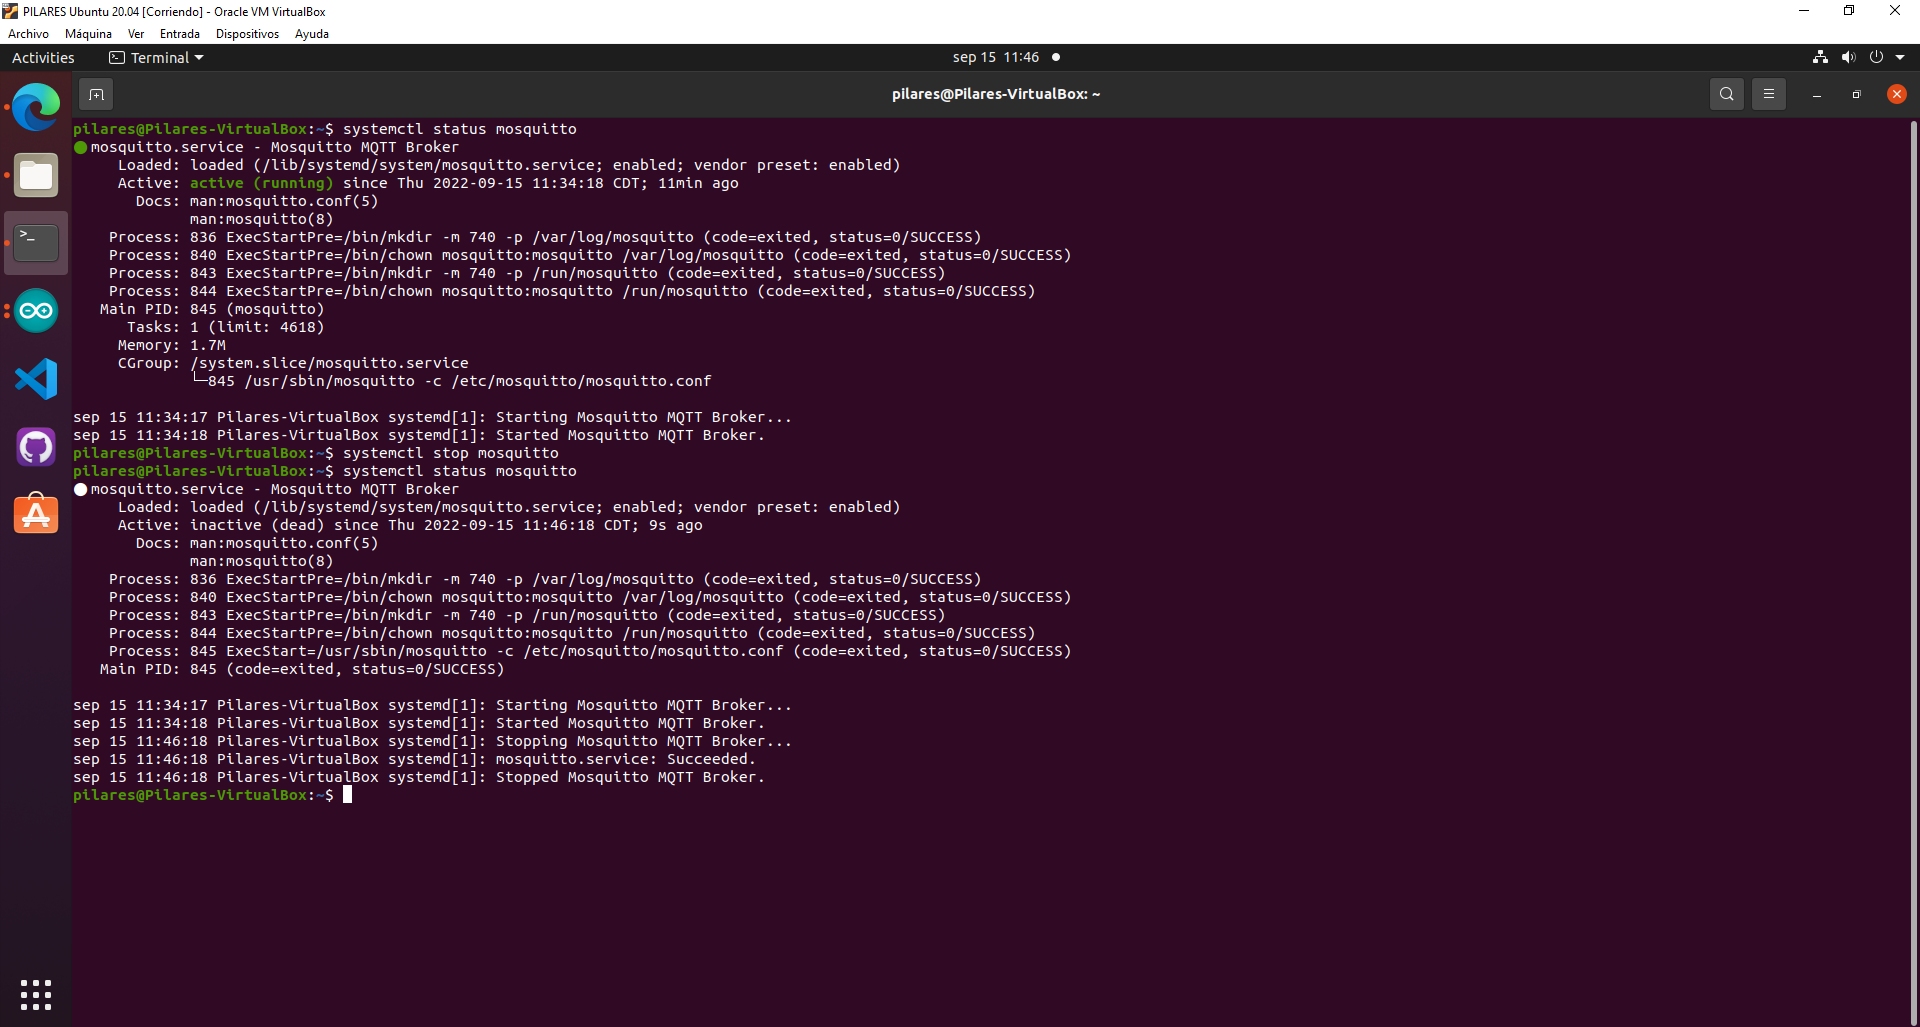 PILARES Ubuntu 20.04 [Corriendo] - Oracle VM VirtualBox
Archivo Máquina Ver Entrada Dispositivos Ayuda
Activities Terminal sep 15 11:46
pilares@Pilares-VirtualBox: ~
pilares@Pilares-VirtualBox:~$ systemctl status mosquitto
mosquitto.service - Mosquitto MQTT Broker
Loaded: loaded (/lib/systemd/system/mosquitto.service; enabled; vendor preset: enabled)
Active: active (running) since Thu 2022-09-15 11:34:18 CDT; 11min ago
Docs: man:mosquitto.conf(5)
man:mosquitto(8)
Process: 836 ExecStartPre=/bin/mkdir -m 740 -p /var/log/mosquitto (code=exited, status=0/SUCCESS)
Process: 840 ExecStartPre=/bin/chown mosquitto:mosquitto /var/log/mosquitto (code=exited, status=0/SUCCESS)
Process: 843 ExecStartPre=/bin/mkdir -m 740 -p /run/mosquitto (code=exited, status=0/SUCCESS)
Process: 844 ExecStartPre=/bin/chown mosquitto:mosquitto /run/mosquitto (code=exited, status=0/SUCCESS)
Main PID: 845 (mosquitto)
Tasks: 1 (limit: 4618)
Memory: 1.7M
CGroup: /system.slice/mosquitto.service
└─845 /usr/sbin/mosquitto -c /etc/mosquitto/mosquitto.conf
sep 15 11:34:17 Pilares-VirtualBox systemd[1]: Starting Mosquitto MQTT Broker...
sep 15 11:34:18 Pilares-VirtualBox systemd[1]: Started Mosquitto MQTT Broker.
pilares@Pilares-VirtualBox:~$ systemctl stop mosquitto
pilares@Pilares-VirtualBox:~$ systemctl status mosquitto
mosquitto.service - Mosquitto MQTT Broker
Loaded: loaded (/lib/systemd/system/mosquitto.service; enabled; vendor preset: enabled)
Active: inactive (dead) since Thu 2022-09-15 11:46:18 CDT; 9s ago
Docs: man:mosquitto.conf(5)
man:mosquitto(8)
Process: 836 ExecStartPre=/bin/mkdir -m 740 -p /var/log/mosquitto (code=exited, status=0/SUCCESS)
Process: 840 ExecStartPre=/bin/chown mosquitto:mosquitto /var/log/mosquitto (code=exited, status=0/SUCCESS)
Process: 843 ExecStartPre=/bin/mkdir -m 740 -p /run/mosquitto (code=exited, status=0/SUCCESS)
Process: 844 ExecStartPre=/bin/chown mosquitto:mosquitto /run/mosquitto (code=exited, status=0/SUCCESS)
Process: 845 ExecStart=/usr/sbin/mosquitto -c /etc/mosquitto/mosquitto.conf (code=exited, status=0/SUCCESS)
Main PID: 845 (code=exited, status=0/SUCCESS)
sep 15 11:34:17 Pilares-VirtualBox systemd[1]: Starting Mosquitto MQTT Broker...
sep 15 11:34:18 Pilares-VirtualBox systemd[1]: Started Mosquitto MQTT Broker.
sep 15 11:46:18 Pilares-VirtualBox systemd[1]: Stopping Mosquitto MQTT Broker...
sep 15 11:46:18 Pilares-VirtualBox systemd[1]: mosquitto.service: Succeeded.
sep 15 11:46:18 Pilares-VirtualBox systemd[1]: Stopped Mosquitto MQTT Broker.
pilares@Pilares-VirtualBox:~$